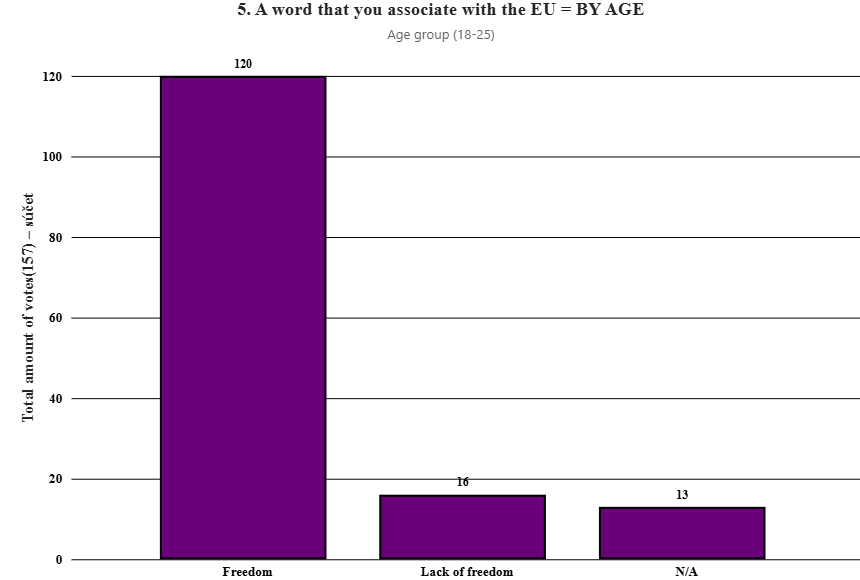 5. A word that you associate with the EU = BY AGE
Age group (18-25)
Total amount of votes(157) – súčet
120
100
80
60
40
20
0
120
16
13
Freedom
Lack of freedom
N/A